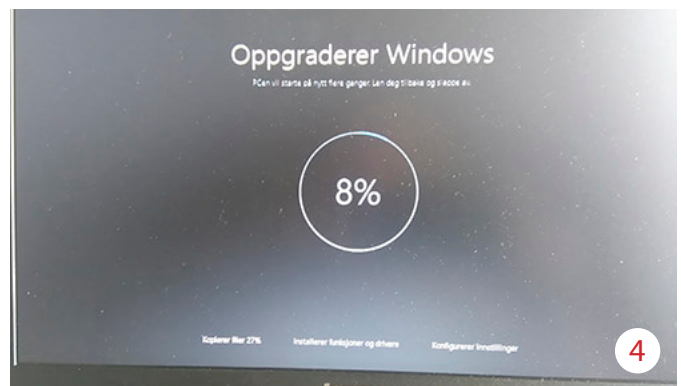 Oppgraderer Windows
PCen vil starte på nytt flere ganger. Len deg tilbake og slappe av.
8%
Kopierer filer 27%
Installerer funksjoner og drivere
Konfigurerer innstillinger
4